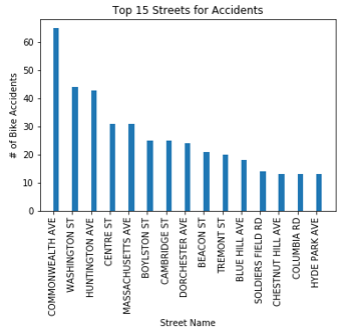 Top 15 Streets for Accidents
# of Bike Accidents
60
50
40
30
20
10
0
COMMONWEALTH AVE
WASHINGTON ST
HUNTINGTON AVE
CENTRE ST
MASSACHUSETTS AVE
BOYLSTON ST
CAMBRIDGE ST
DORCHESTER AVE
BEACON ST
TREMONT ST
BLUE HILL AVE
SOLDIERS FIELD RD
CHESTNUT HILL AVE
COLUMBIA RD
HYDE PARK AVE
Street Name